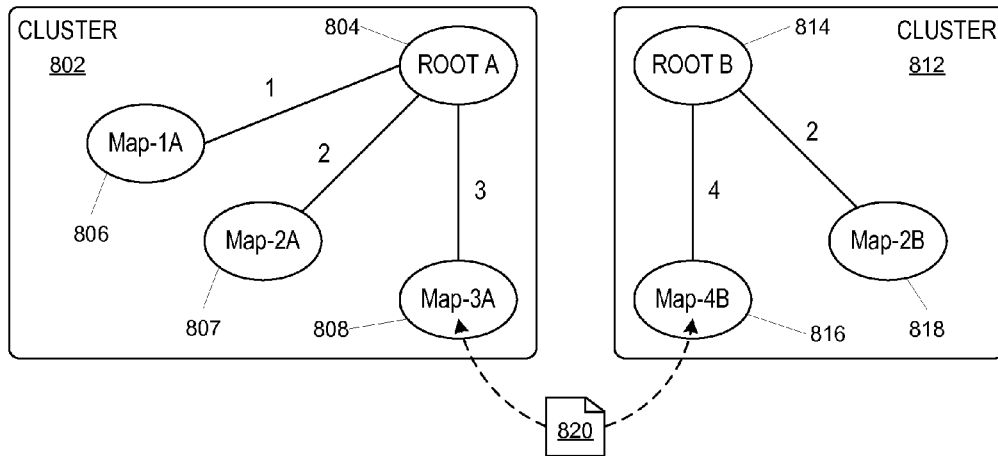 CLUSTER
802
804
ROOT A
1
Map-1A
806
2
Map-2A
807
3
Map-3A
808
814
ROOT B
CLUSTER
812
4
2
Map-4B
816
Map-2B
818
820